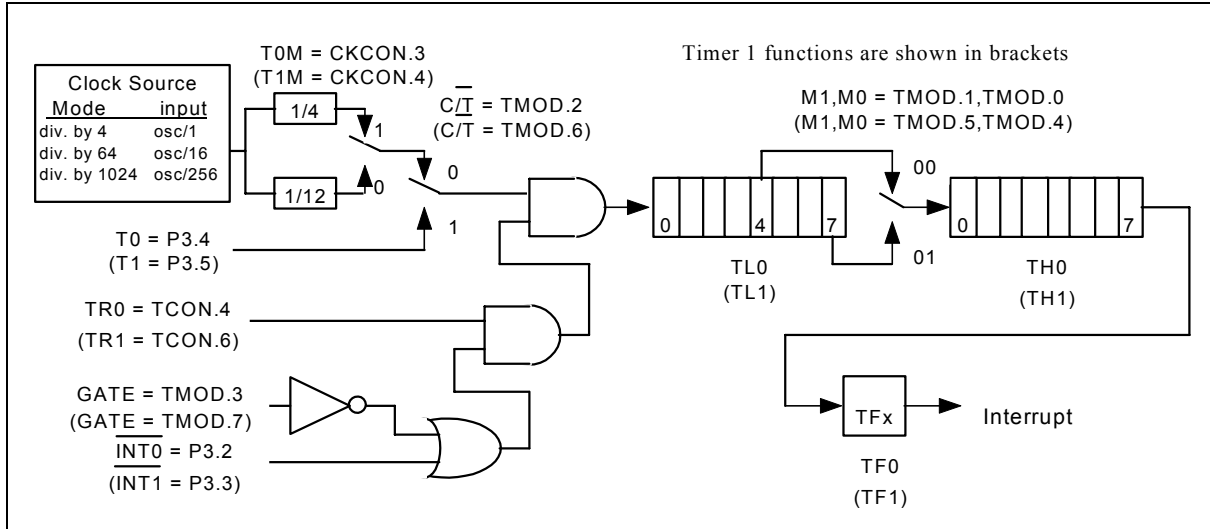 T0M = CKCON.3
(T1M = CKCON.4)
Timer 1 functions are shown in brackets
Clock Source
Mode input
div. by 4 osc/1
div. by 64 osc/16
div. by 1024 osc/256
1/4
1/12
1
0
C/T = TMOD.2
(C/T = TMOD.6)
0
1
M1,M0 = TMOD.1,TMOD.0
(M1,M0 = TMOD.5,TMOD.4)
00
01
0 4 7
TL0
(TL1)
0 7
TH0
(TH1)
T0 = P3.4
(T1 = P3.5)
TR0 = TCON.4
(TR1 = TCON.6)
GATE = TMOD.3
(GATE = TMOD.7)
INT0 = P3.2
(INT1 = P3.3)
TFx
Interrupt
TF0
(TF1)